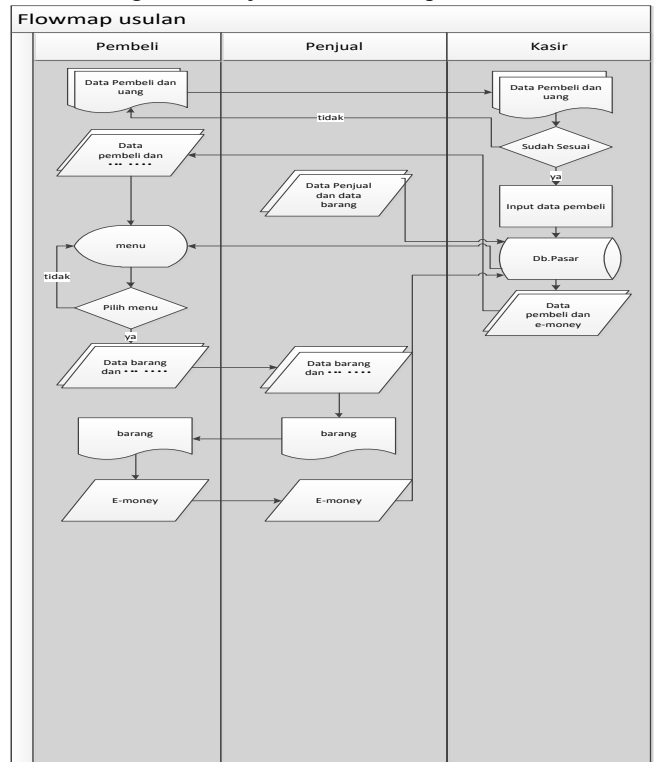 Flowmap usulan
Pembeli
Penjual
Kasir
Data Pembeli dan
uang
Data Pembeli dan
uang
tidak
Sudah Sesuai
ya
Data
pembeli dan
Data Penjual
dan data
barang
Input data pembeli
menu
Db.Pasar
tidak
Pilih menu
ya
Data
pembeli dan
e-money
Data barang
dan
Data barang
dan
barang
barang
E-money
E-money